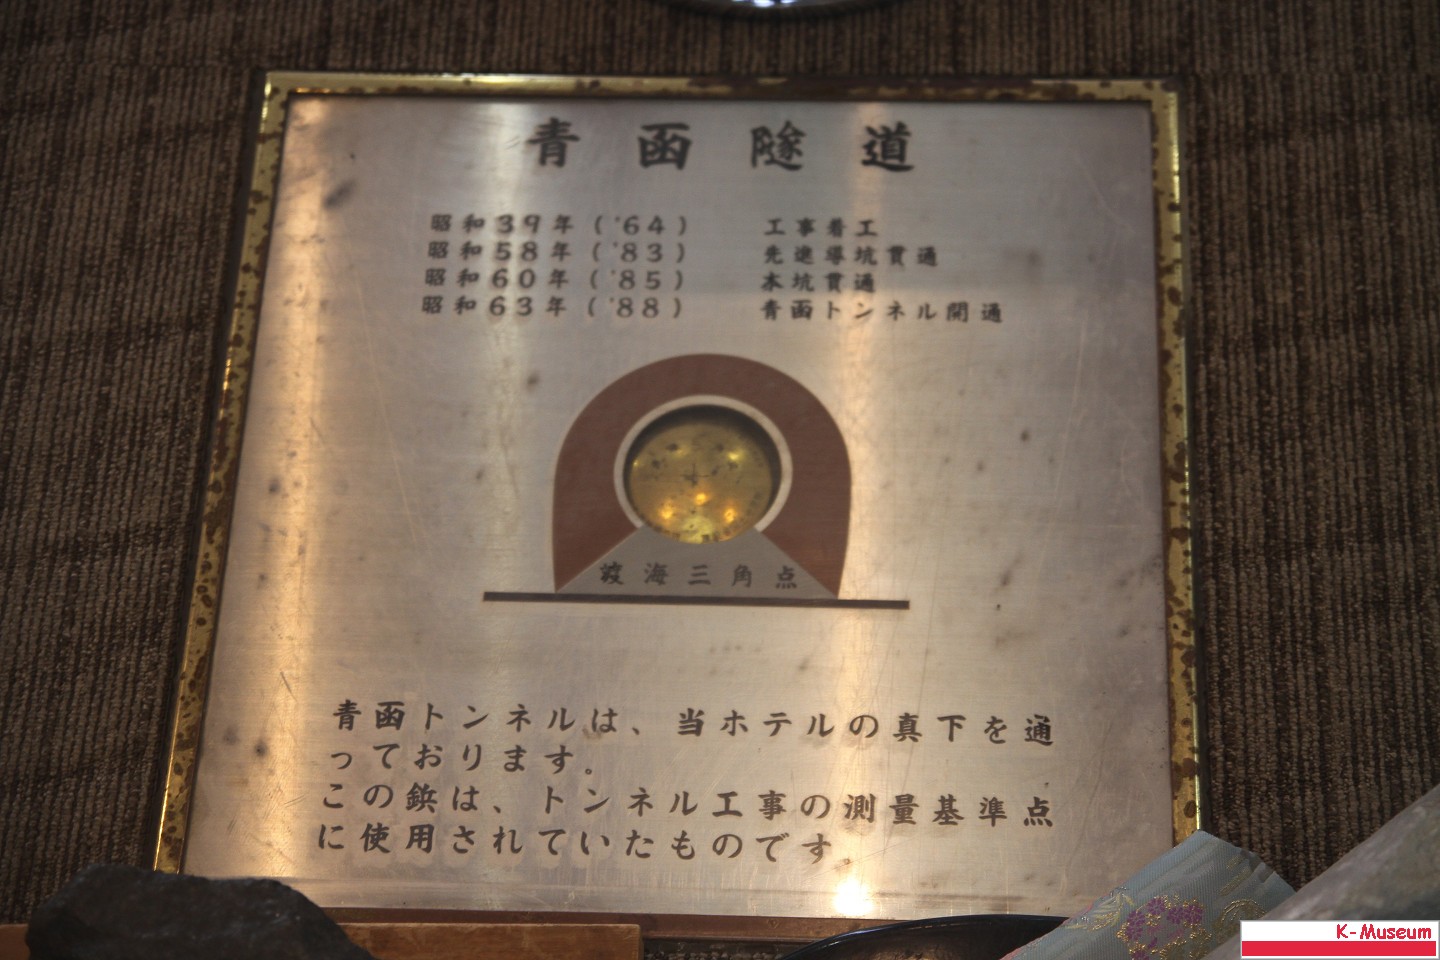 青函隧道
昭和39年('64) 工事着工
昭和58年('83) 先進導坑貫通
昭和60年('85) 本坑貫通
昭和63年('88) 青函トンネル開通
渡海三角点
青函トンネルは、当ホテルの真下を通
っております。
この鋲は、トンネル工事の測量基準点
に使用されていたものです。
K-Museum